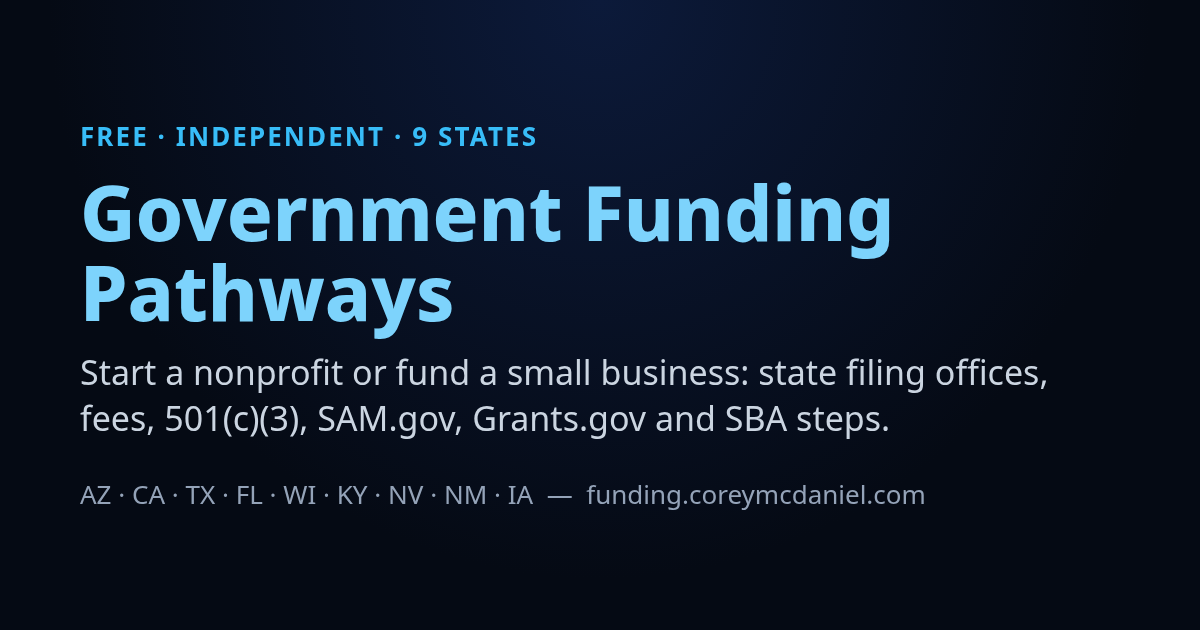 FREE · INDEPENDENT · 9 STATES
Government Funding
Pathways
Start a nonprofit or fund a small business: state filing offices,
fees, 501(c)(3), SAM.gov, Grants.gov and SBA steps.
AZ · CA · TX · FL · WI · KY · NV · NM · IA — funding.coreymcdaniel.com